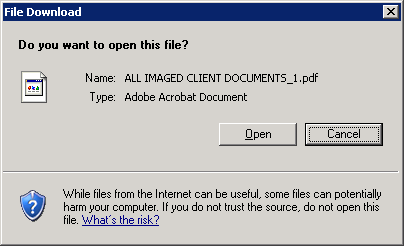 File Download
Do you want to open this file?
Name: ALL IMAGED CLIENT DOCUMENTS_1.pdf
Type: Adobe Acrobat Document
Open Cancel
While files from the Internet can be useful, some files can potentially
harm your computer. If you do not trust the source, do not open this
file. What's the risk?